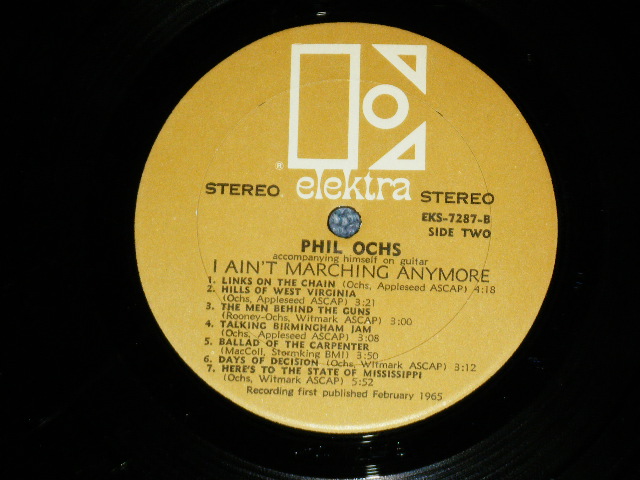 ®
elektra
STEREO STEREO
EKS-7287-B
SIDE TWO
PHIL OCHS
accompanying himself on guitar
I AIN'T MARCHING ANYMORE
1. LINKS ON THE CHAIN (Ochs, Appleseed ASCAP) 4:18
2. HILLS OF WEST VIRGINIA
(Ochs, Appleseed ASCAP) 3:21
3. THE MEN BEHIND THE GUNS
(Rooney-Ochs, Witmark ASCAP) 3:00
4. TALKING BIRMINGHAM JAM
(Ochs, Appleseed ASCAP) 3:08
5. BALLAD OF THE CARPENTER
(MacColl, Stormking BMI) 3:50
6. DAYS OF DECISION (Ochs, Witmark ASCAP) 3:12
7. HERE'S TO THE STATE OF MISSISSIPPI
(Ochs, Witmark ASCAP) 5:52
Recording first published February 1965